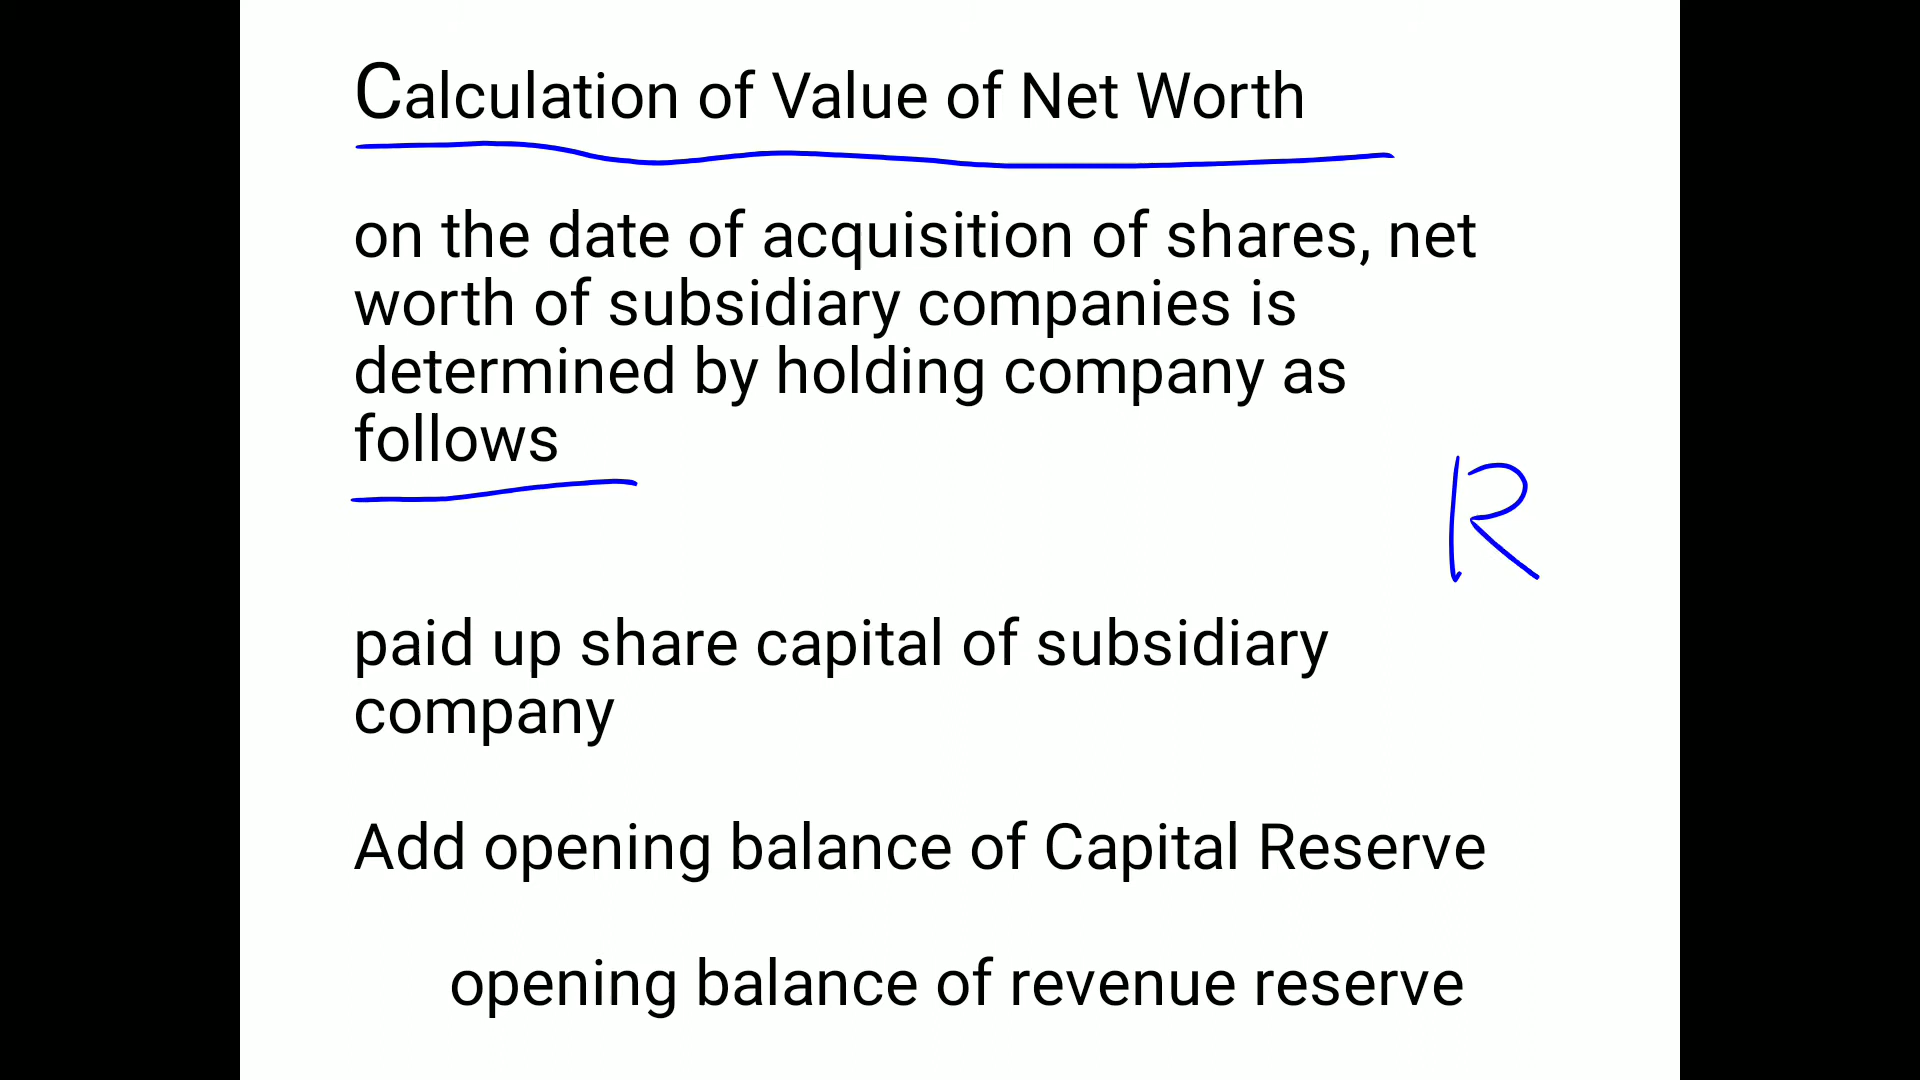 Calculation of Value of Net Worth
on the date of acquisition of shares, net
worth of subsidiary companies is
determined by holding company as
follows
R
paid up share capital of subsidiary
company
Add opening balance of Capital Reserve
opening balance of revenue reserve